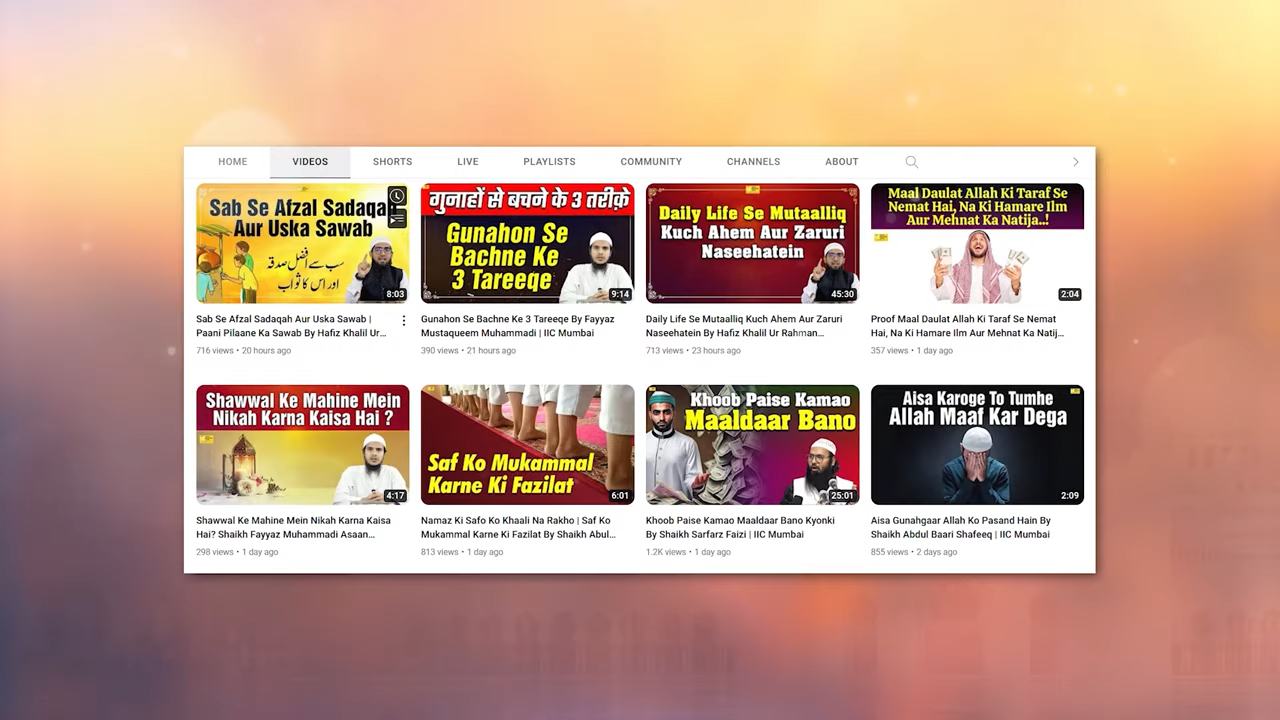 HOME VIDEOS SHORTS LIVE PLAYLISTS COMMUNITY CHANNELS ABOUT
Sab Se Afzal Sadaqah
Aur Uska Sawab
سب سے افضل صدقہ
اور اس کا ثواب
8:03
गुनाहों से बचने के 3 तरीक़े
Gunahon Se
Bachne Ke
3 Tareeqe
9:14
Daily Life Se Mutaalliq
Kuch Ahem Aur Zaruri
Naseehatein
45:30
Maal Daulat Allah Ki Taraf Se
Nemat Hai, Na Ki Hamare Ilm
Aur Mehnat Ka Natija..!
2:04
Sab Se Afzal Sadaqah Aur Uska Sawab |
Paani Pilaane Ka Sawab By Hafiz Khalil Ur...
716 views • 20 hours ago
Gunahon Se Bachne Ke 3 Tareeqe By Fayyaz
Mustaqueem Muhammadi | IIC Mumbai
390 views • 21 hours ago
Daily Life Se Mutaalliq Kuch Ahem Aur Zaruri
Naseehatein By Hafiz Khalil Ur Rahman...
713 views • 23 hours ago
Proof Maal Daulat Allah Ki Taraf Se Nemat
Hai, Na Ki Hamare Ilm Aur Mehnat Ka Natij...
357 views • 1 day ago
Shawwal Ke Mahine Mein
Nikah Karna Kaisa Hai ?
4:17
Saf Ko Mukammal
Karne Ki Fazilat
6:01
Khoob Paise Kamao
Maaldaar Bano
25:01
Aisa Karoge To Tumhe
Allah Maaf Kar Dega
2:09
Shawwal Ke Mahine Mein Nikah Karna Kaisa
Hai? Shaikh Fayyaz Muhammadi Asaan...
298 views • 1 day ago
Namaz Ki Safo Ko Khaali Na Rakho | Saf Ko
Mukammal Karne Ki Fazilat By Shaikh Abul...
813 views • 1 day ago
Khoob Paise Kamao Maaldaar Bano Kyonki
By Shaikh Sarfarz Faizi | IIC Mumbai
1.2K views • 1 day ago
Aisa Gunahgaar Allah Ko Pasand Hain By
Shaikh Abdul Baari Shafeeq | IIC Mumbai
855 views • 2 days ago